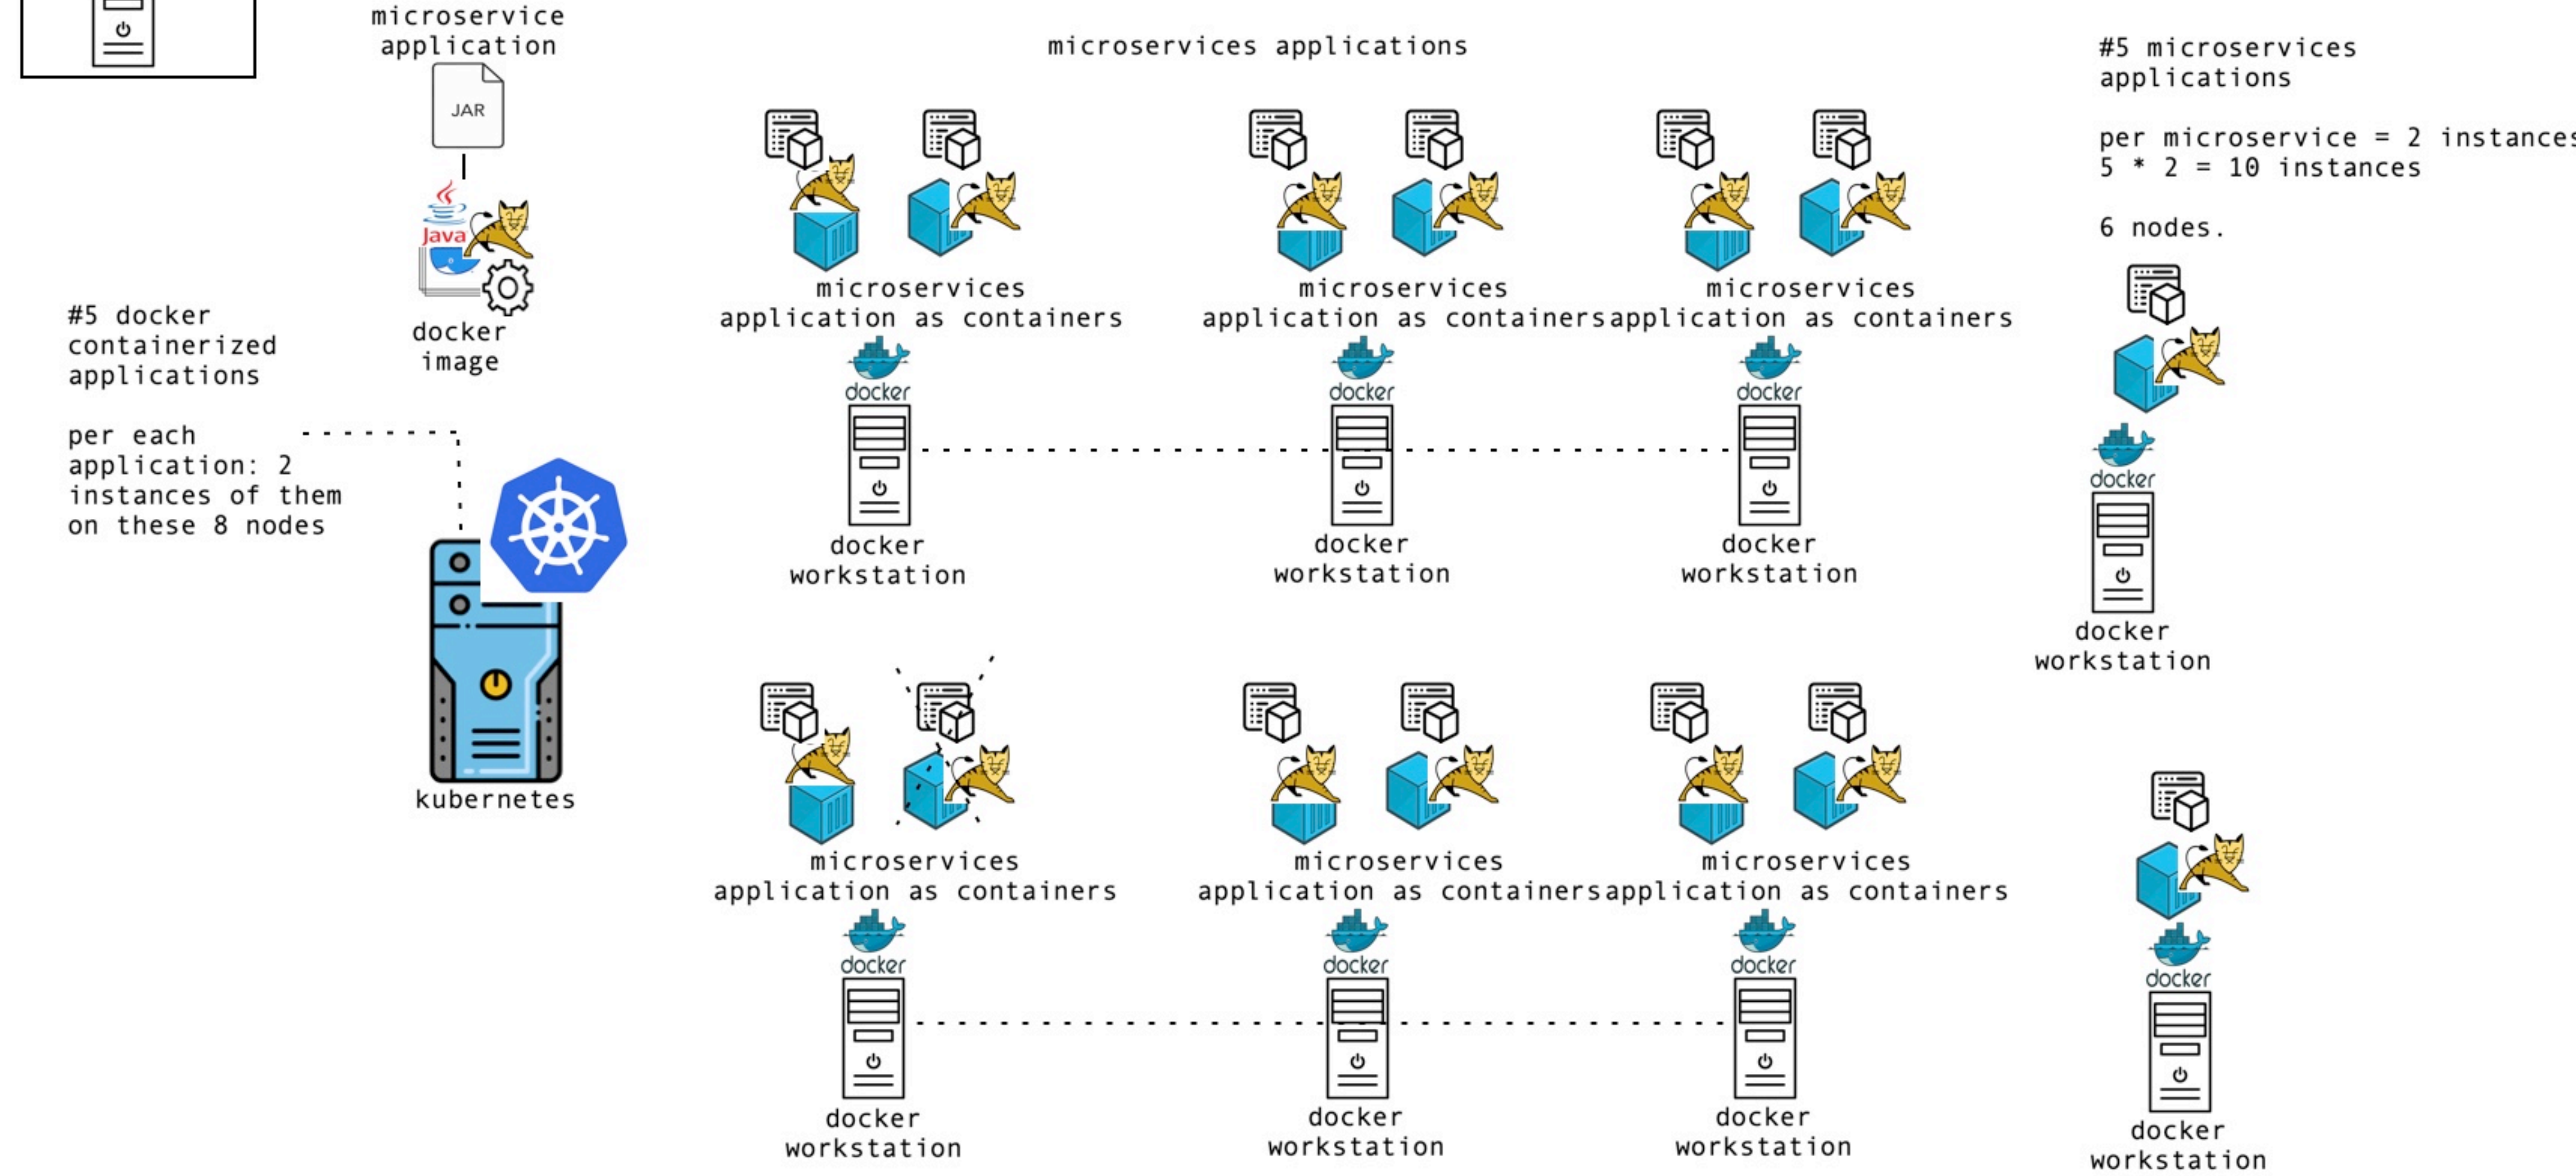 microservice
application
JAR
Java
docker
image
#5 docker
containerized
applications
per each
application: 2
instances of them
on these 8 nodes
kubernetes
microservices applications
microservices
application as containers
docker
docker
workstation
microservices
application as containers
docker
docker
workstation
microservices
application as containers
docker
docker
workstation
#5 microservices
applications
per microservice = 2 instances
5 * 2 = 10 instances
6 nodes.
docker
docker
workstation
microservices
application as containers
docker
docker
workstation
microservices
application as containers
docker
docker
workstation
microservices
application as containers
docker
docker
workstation
docker
docker
workstation